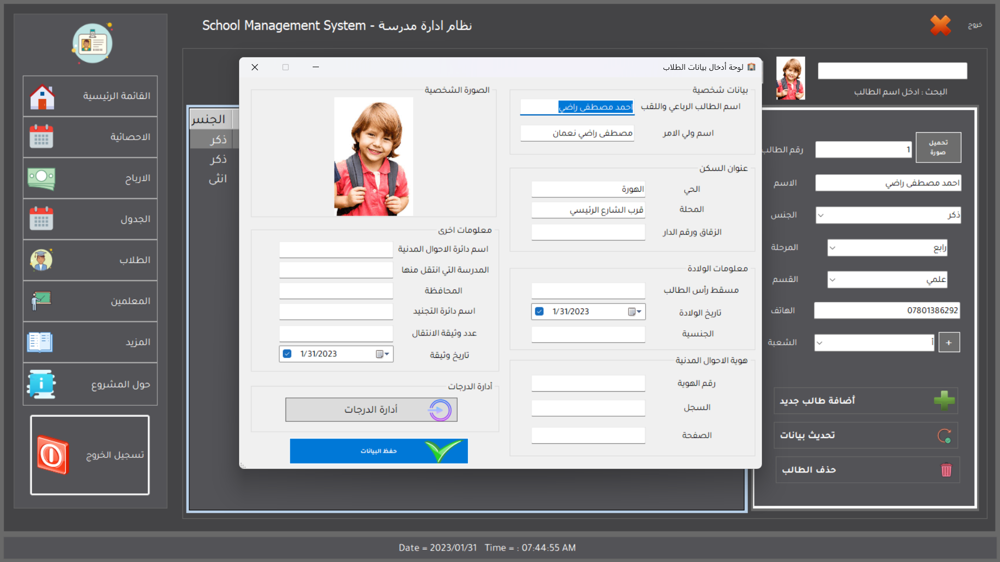 School Management System - نظام ادارة مدرسة
خروج
القائمة الرئيسية
الاحصائية
الارباح
الجدول
الطلاب
المعلمين
المزيد
حول المشروع
تسجيل الخروج
البحث : ادخل اسم الطالب
تحميل صورة
رقم الطالب 1
الاسم احمد مصطفى راضي
الجنس ذكر
المرحلة رابع
القسم علمي
الهاتف 07801386292
الشعبة أ +
أضافة طالب جديد
تحديث بيانات
حذف الطالب
الجنس
ذكر
ذكر
انثى
لوحة أدخال بيانات الطلاب
بيانات شخصية
اسم الطالب الرباعي واللقب احمد مصطفى راضي
اسم ولي الامر مصطفى راضي نعمان
عنوان السكن
الحي الهورة
المحلة قرب الشارع الرئيسي
الزقاق ورقم الدار
معلومات الولادة
مسقط رأس الطالب
تاريخ الولادة 1/31/2023
الجنسية
هوية الاحوال المدنية
رقم الهوية
السجل
الصفحة
الصورة الشخصية
معلومات اخرى
اسم دائرة الاحوال المدنية
المدرسة التي انتقل منها
المحافظة
اسم دائرة التجنيد
عدد وثيقة الانتقال
تاريخ وثيقة 1/31/2023
أدارة الدرجات
أدارة الدرجات
حفظ البيانات
Date = 2023/01/31 Time = : 07:44:55 AM